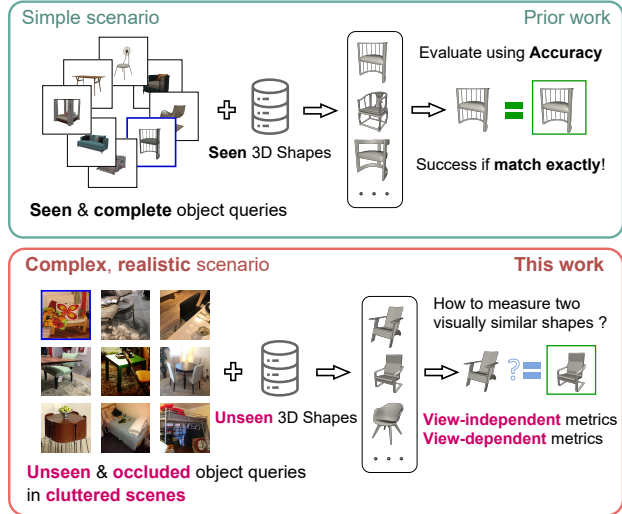 Simple scenario
Prior work
Evaluate using Accuracy
Seen 3D Shapes
Success if match exactly!
Seen & complete object queries
Complex, realistic scenario
This work
How to measure two
visually similar shapes ?
?
Unseen 3D Shapes
View-independent metrics
View-dependent metrics
Unseen & occluded object queries
in cluttered scenes